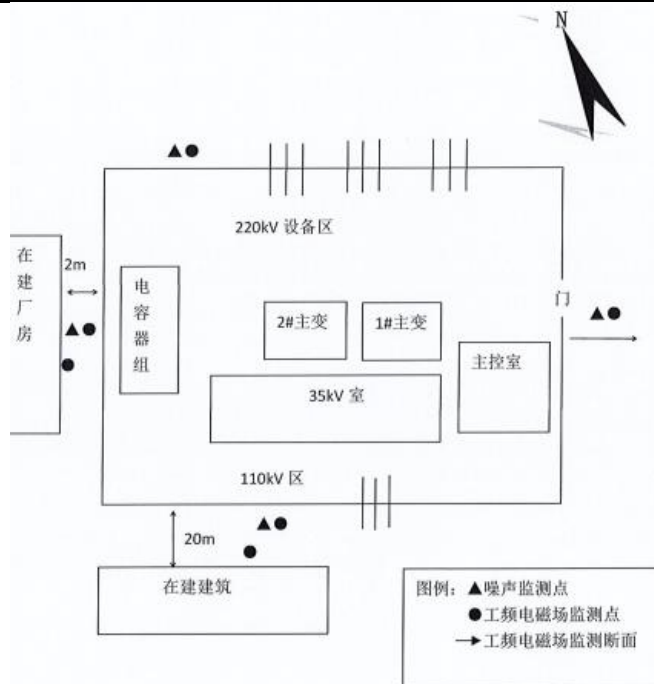 N
220kV 设备区
在建厂房
2m
电容器组
2#主变
1#主变
门
主控室
35kV 室
110kV 区
20m
在建建筑
图例：▲噪声监测点
●工频电磁场监测点
→工频电磁场监测断面